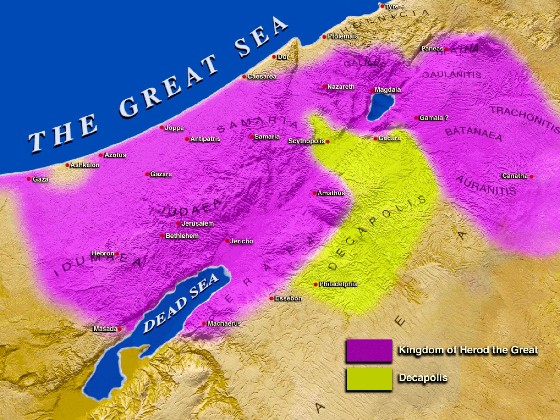 Tyre
PHOENICIA
Ptolemais
Dor
THE GREAT SEA
Caesarea
GALILEE
Paneas
GAULANITIS
Nazareth
Magdala
Gamala ?
TRACHONITIS
BATANAEA
Joppa
Antipatris
SAMARIA
Samaria
Scythopolis
Gadara
Azotus
Ashkelon
Gaza
Gazara
Amathus
Canatha
AURANITIS
JUDAEA
Jerusalem
Bethlehem
Jericho
DECAPOLIS
Hebron
IDUMAEA
PERAEA
DEAD SEA
Philadelphia
Essebon
Masada
Machaerus
A
E
A
Kingdom of Herod the Great
Decapolis